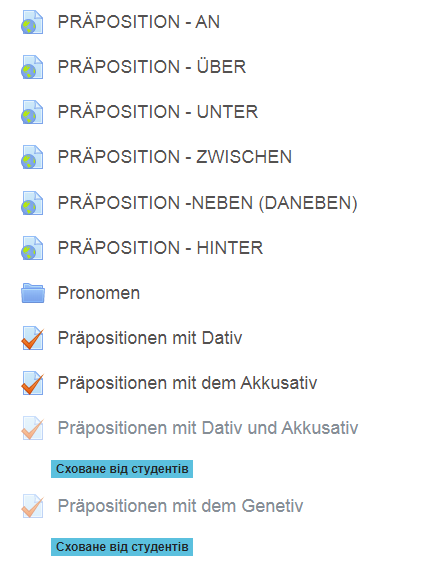 PRÄPOSITION - AN
PRÄPOSITION - ÜBER
PRÄPOSITION - UNTER
PRÄPOSITION - ZWISCHEN
PRÄPOSITION -NEBEN (DANEBEN)
PRÄPOSITION - HINTER
Pronomen
Präpositionen mit Dativ
Präpositionen mit dem Akkusativ
Präpositionen mit Dativ und Akkusativ
Сховане від студентів
Präpositionen mit dem Genetiv
Сховане від студентів